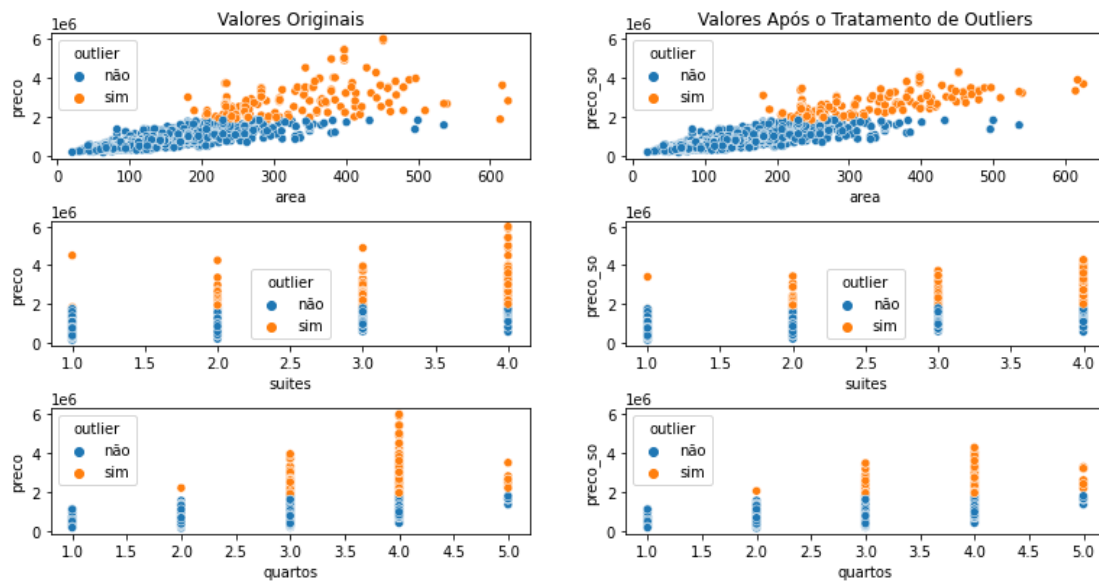 Valores Originais
1e6
6
4
2
0
preco
outlier
não
sim
0
100
200
300
400
500
600
area
Valores Após o Tratamento de Outliers
1e6
6
4
2
0
preco_so
outlier
não
sim
100
200
300
400
500
600
area
1e6
6
4
2
0
preco
outlier
não
sim
1.0
1.5
2.0
2.5
3.0
3.5
4.0
suites
1e6
6
4
2
0
preco_so
outlier
não
sim
1.0
1.5
2.0
2.5
3.0
3.5
4.0
suites
1e6
6
4
2
0
preco
outlier
não
sim
1.0
1.5
2.0
2.5
3.0
3.5
4.0
4.5
5.0
quartos
1e6
6
4
2
0
preco_so
outlier
não
sim
1.0
1.5
2.0
2.5
3.0
3.5
4.0
4.5
5.0
quartos